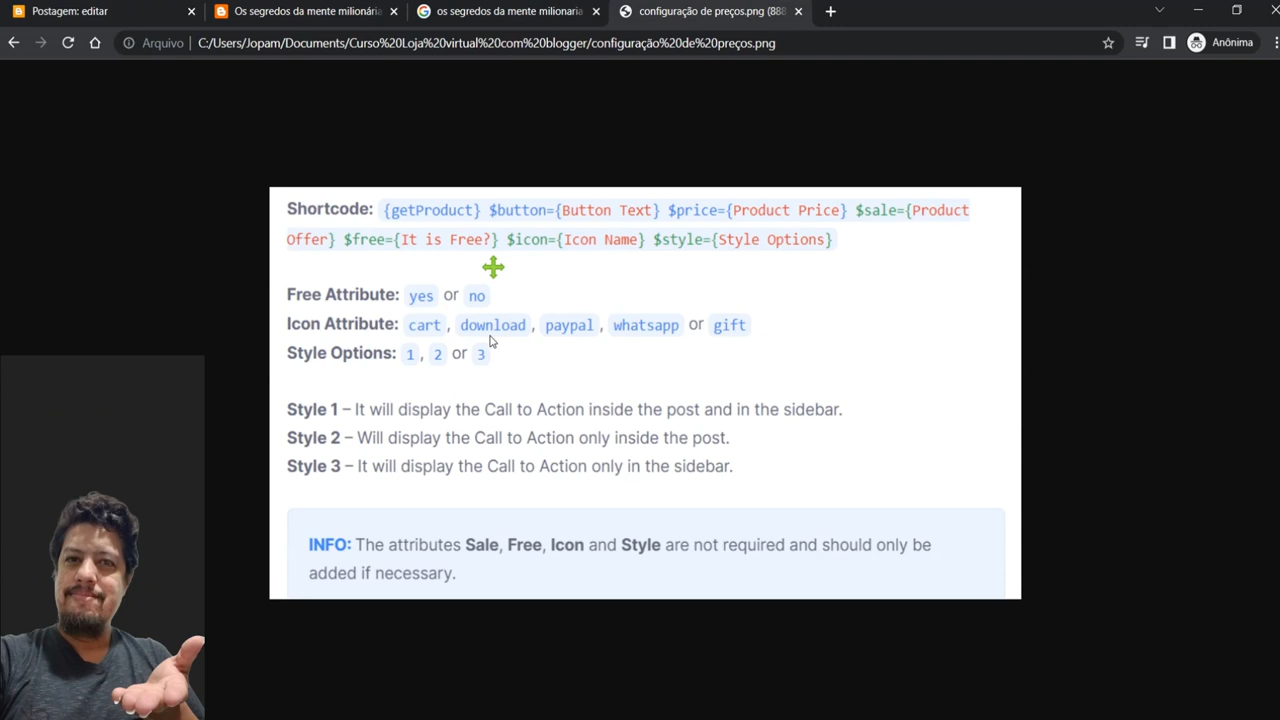 Postagem: editar
Os segredos da mente milionária
os segredos da mente milionaria
configuração de preços.png (888
Arquivo
C:/Users/Jopam/Documents/Curso%20Loja%20virtual%20com%20blogger/configuração%20de%20preços.png
Anônima
Shortcode: {getProduct} $button={Button Text} $price={Product Price} $sale={Product
Offer} $free={It is Free?} $icon={Icon Name} $style={Style Options}
Free Attribute: yes or no
Icon Attribute: cart, download, paypal, whatsapp or gift
Style Options: 1, 2 or 3
Style 1 – It will display the Call to Action inside the post and in the sidebar.
Style 2 – Will display the Call to Action only inside the post.
Style 3 – It will display the Call to Action only in the sidebar.
INFO: The attributes Sale, Free, Icon and Style are not required and should only be
added if necessary.